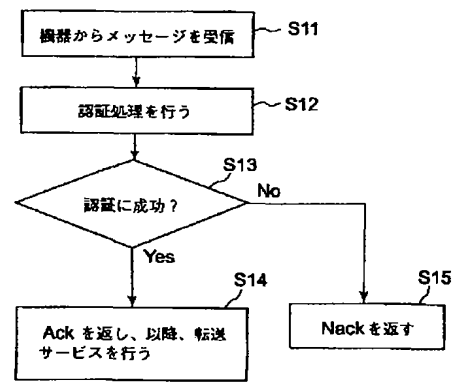 機器からメッセージを受信
S11
認証処理を行う
S12
S13
認証に成功？
No
Yes
S14
Ack を返し、以降、転送
サービスを行う
S15
Nackを返す